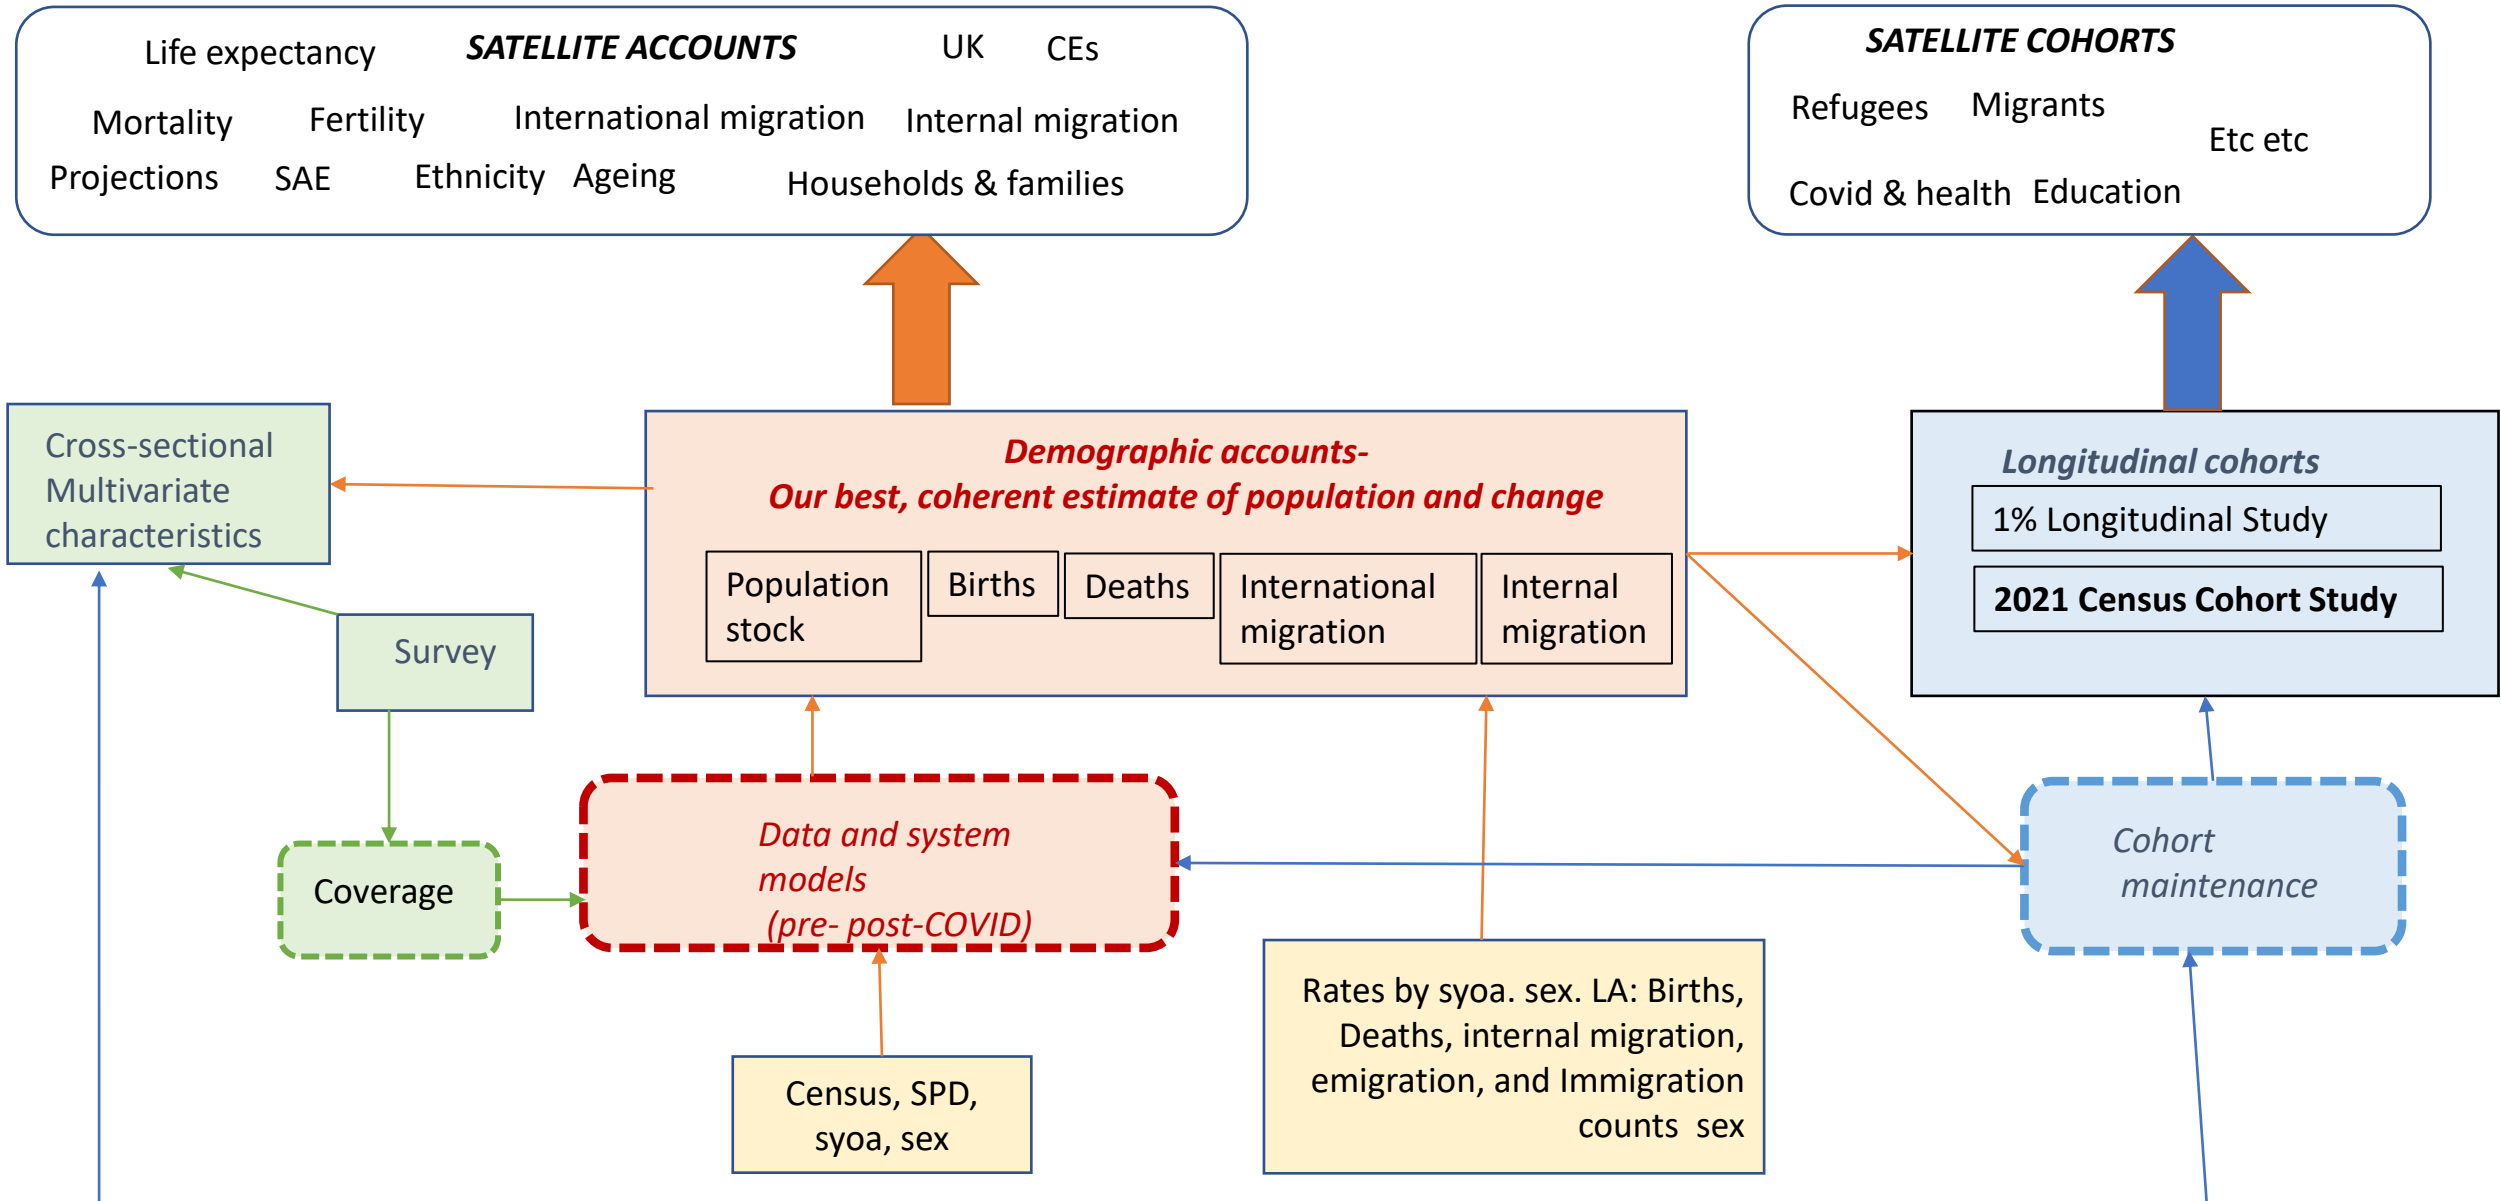 Life expectancy
SATELLITE ACCOUNTS
UK
CEs
Mortality
Fertility
International migration
Internal migration
Projections
SAE
Ethnicity
Ageing
Households & families
SATELLITE COHORTS
Refugees
Migrants
Etc etc
Covid & health
Education
Cross-sectional
Multivariate
characteristics
Demographic accounts-
Our best, coherent estimate of population and change
Population
stock
Births
Deaths
International
migration
Internal
migration
Longitudinal cohorts
1% Longitudinal Study
2021 Census Cohort Study
Survey
Coverage
Data and system
models
(pre- post-COVID)
Cohort
maintenance
Census, SPD,
syoa, sex
Rates by syoa. sex. LA: Births,
Deaths, internal migration,
emigration, and Immigration
counts  sex